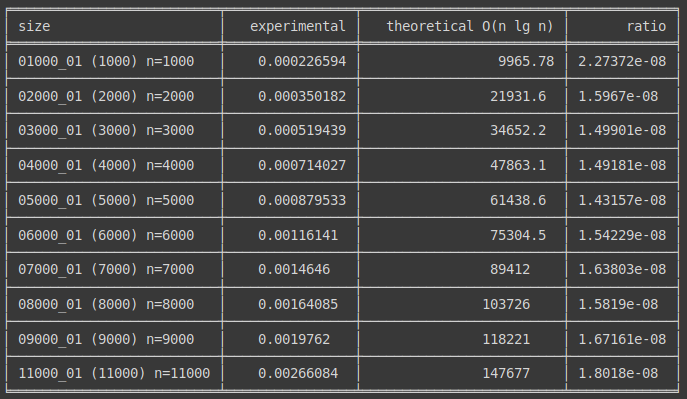 size experimental theoretical O(n lg n) ratio
01000_01 (1000) n=1000 0.000226594 9965.78 2.27372e-08
02000_01 (2000) n=2000 0.000350182 21931.6 1.5967e-08
03000_01 (3000) n=3000 0.000519439 34652.2 1.49901e-08
04000_01 (4000) n=4000 0.000714027 47863.1 1.49181e-08
05000_01 (5000) n=5000 0.000879533 61438.6 1.43157e-08
06000_01 (6000) n=6000 0.00116141 75304.5 1.54229e-08
07000_01 (7000) n=7000 0.0014646 89412 1.63803e-08
08000_01 (8000) n=8000 0.00164085 103726 1.5819e-08
09000_01 (9000) n=9000 0.0019762 118221 1.67161e-08
11000_01 (11000) n=11000 0.00266084 147677 1.8018e-08